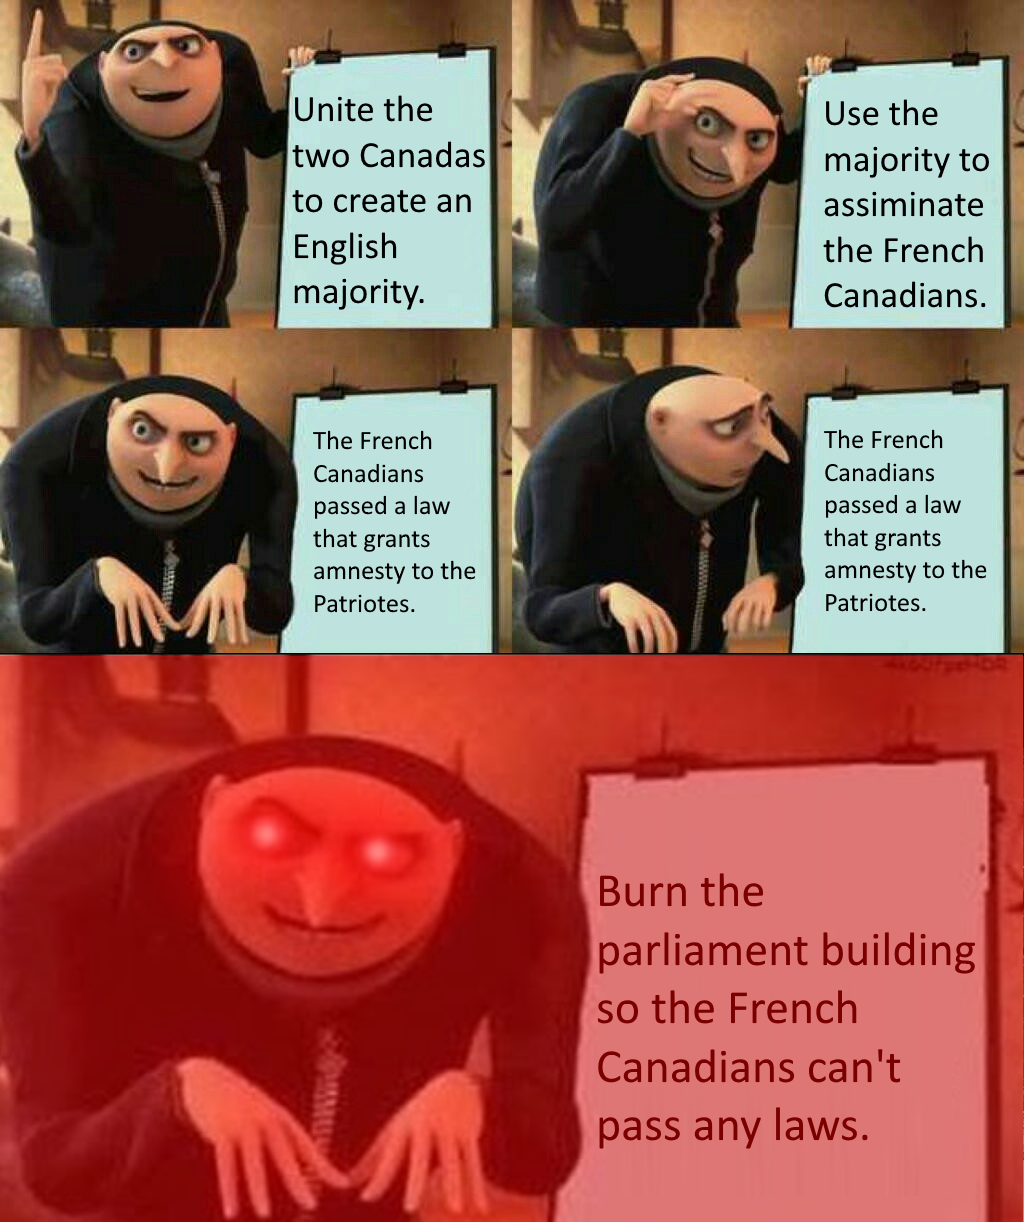 Unite the
two Canadas
to create an
English
majority.
Use the
majority to
assiminate
the French
Canadians.
The French
Canadians
passed a law
that grants
amnesty to the
Patriotes.
The French
Canadians
passed a law
that grants
amnesty to the
Patriotes.
Burn the
parliament building
so the French
Canadians can't
pass any laws.